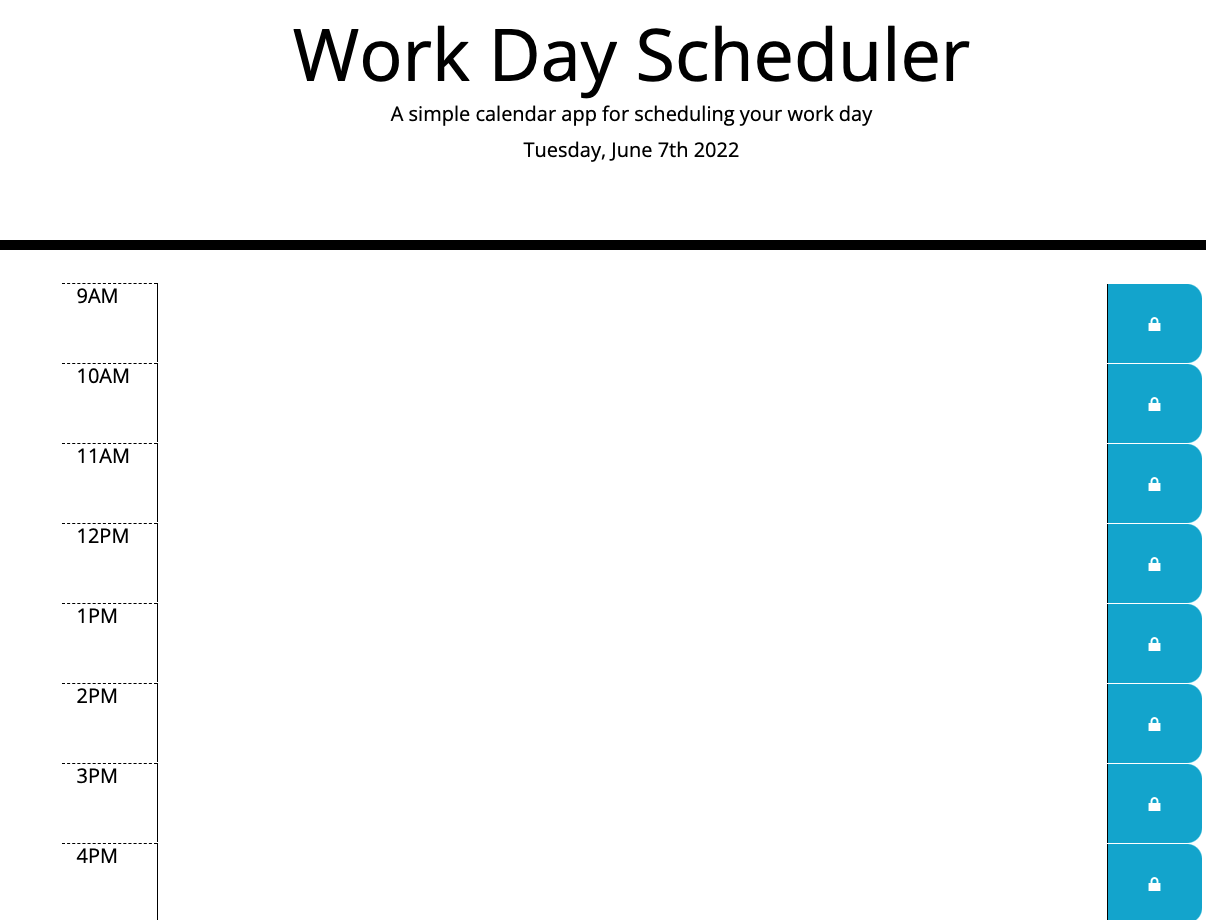 Work Day Scheduler
A simple calendar app for scheduling your work day
Tuesday, June 7th 2022
9AM
10AM
11AM
12PM
1PM
2PM
3PM
4PM